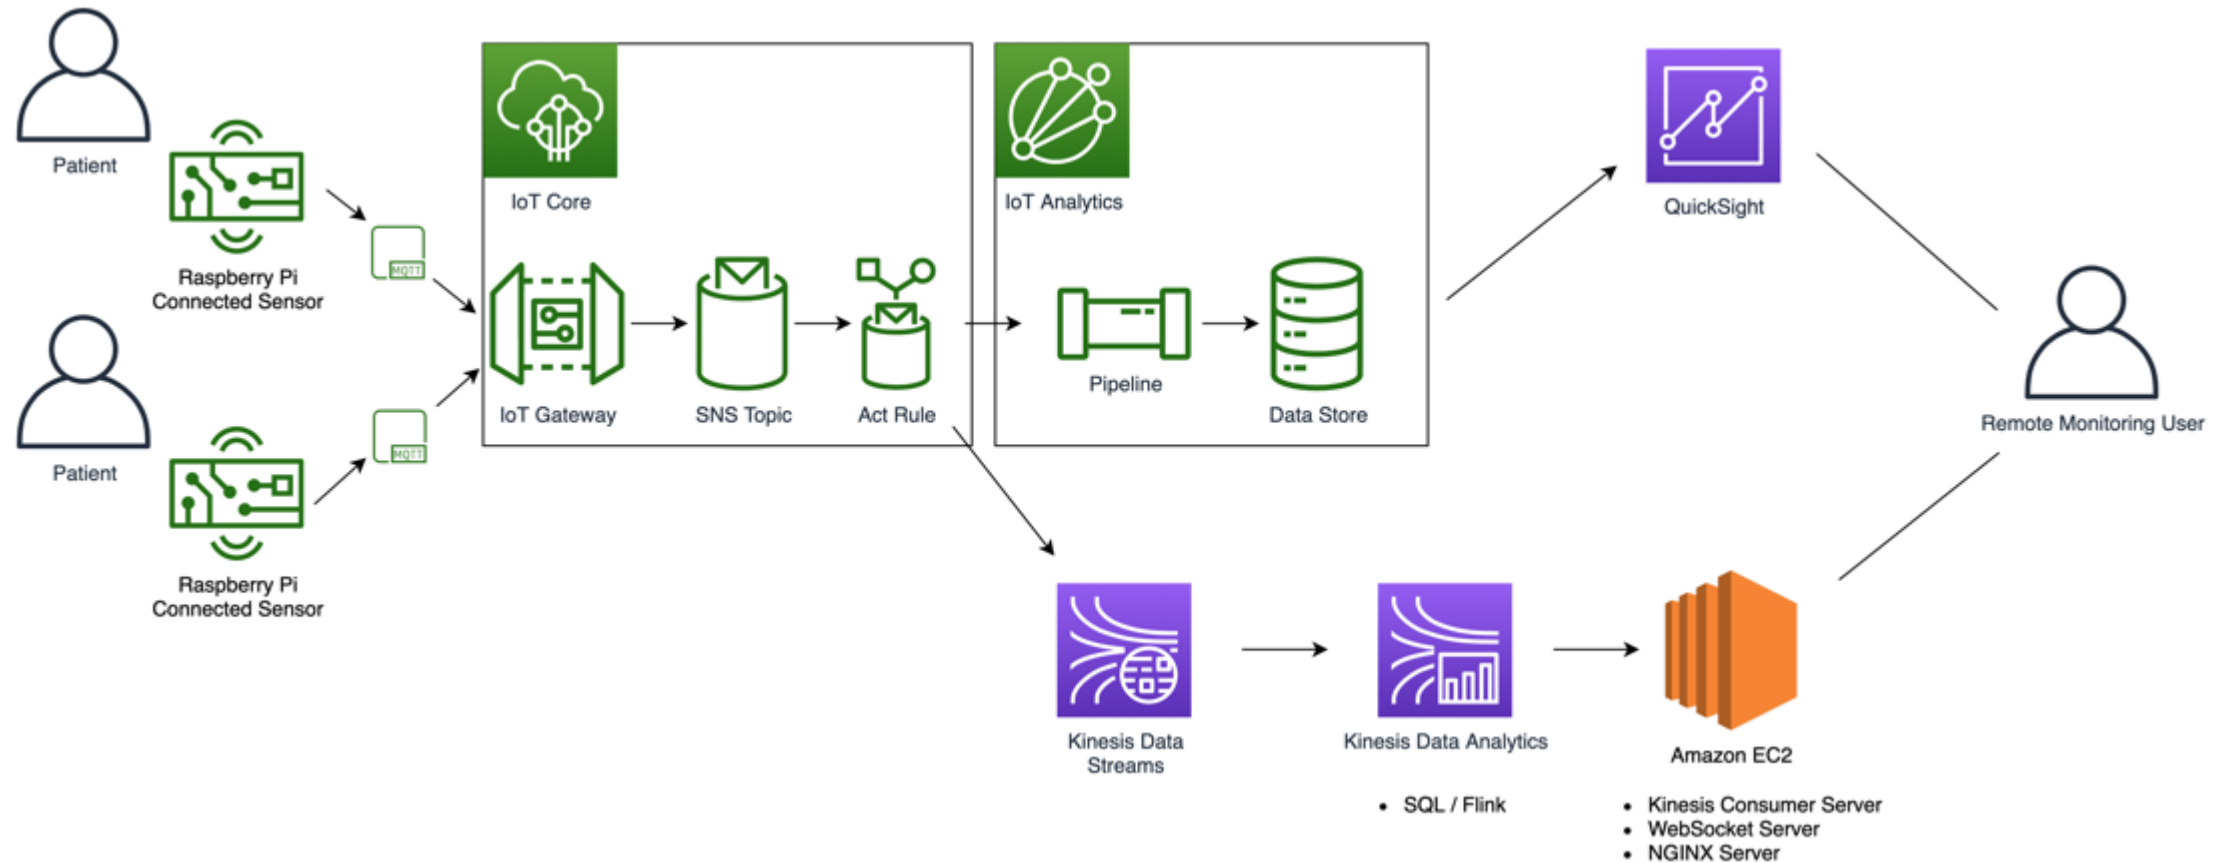 Patient
Raspberry Pi
Connected Sensor
MQTT
Patient
Raspberry Pi
Connected Sensor
MQTT
IoT Core
IoT Gateway
SNS Topic
Act Rule
IoT Analytics
Pipeline
Data Store
QuickSight
Remote Monitoring User
Kinesis Data
Streams
Kinesis Data Analytics
• SQL / Flink
Amazon EC2
• Kinesis Consumer Server
• WebSocket Server
• NGINX Server